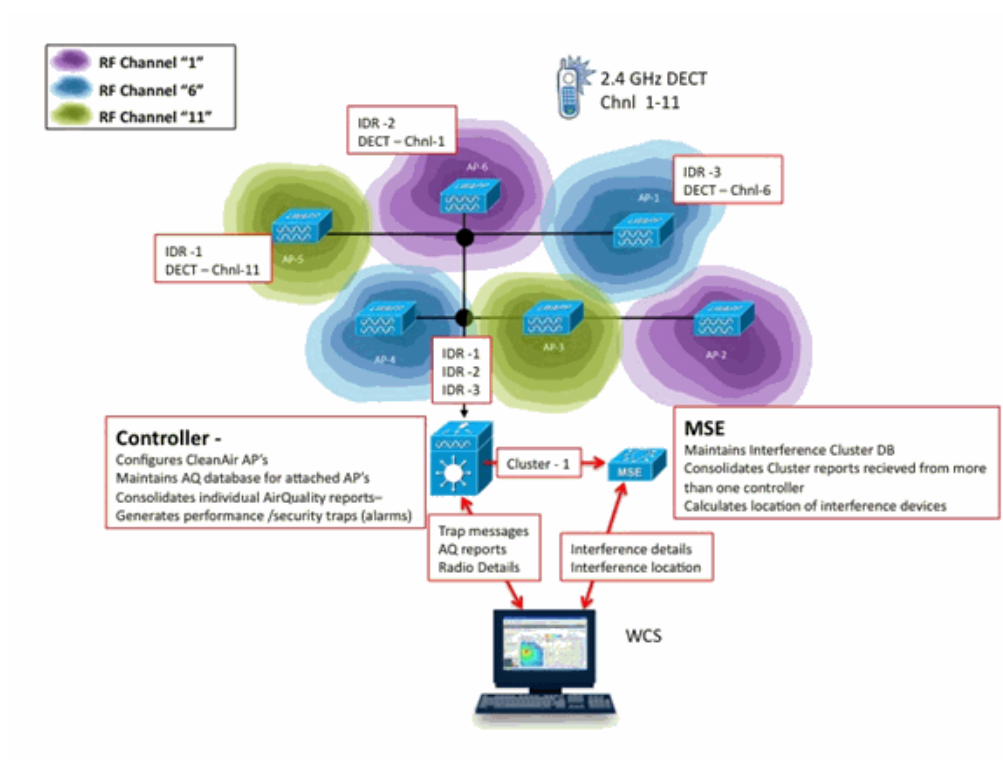 RF Channel "1"
RF Channel "6"
RF Channel "11"
2.4 GHz DECT
Chnl 1-11
IDR -2
DECT – Chnl-1
IDR -3
DECT – Chnl-6
AP-6
AP-1
IDR -1
DECT – Chnl-11
AP-5
AP-4
AP-3
AP-2
IDR -1
IDR -2
IDR -3
Controller -
Configures CleanAir AP's
Maintains AQ database for attached AP's
Consolidates individual AirQuality reports–
Generates performance /security traps (alarms)
Cluster - 1
MSE
MSE
Maintains Interference Cluster DB
Consolidates Cluster reports recieved from more
than one controller
Calculates location of interference devices
Trap messages
AQ reports
Radio Details
Interference details
Interference location
WCS